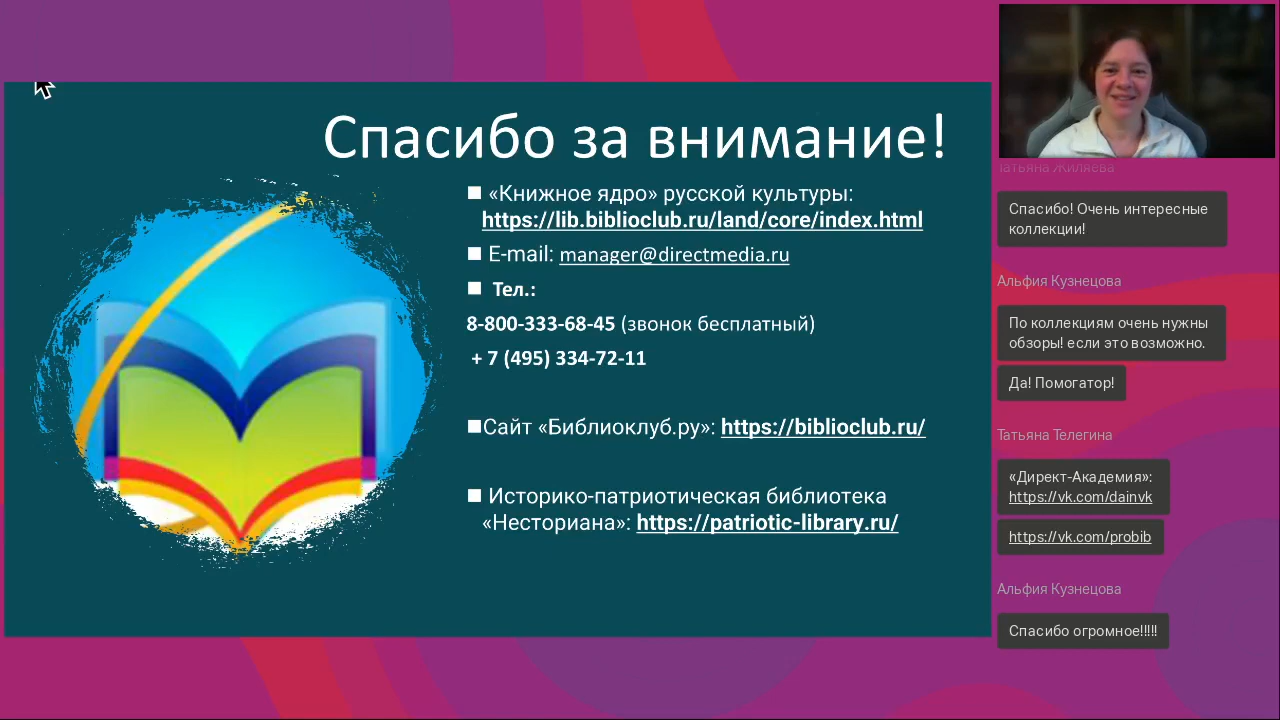 Спасибо за внимание!
«Книжное ядро» русской культуры:
https://lib.biblioclub.ru/land/core/index.html
E-mail: manager@directmedia.ru
Тел.:
8-800-333-68-45 (звонок бесплатный)
+ 7 (495) 334-72-11
Сайт «Библиоклуб.ру»: https://biblioclub.ru/
Историко-патриотическая библиотека
«Несториана»: https://patriotic-library.ru/
Татьяна Жиляева
Спасибо! Очень интересные
коллекции!
Альфия Кузнецова
По коллекциям очень нужны
обзоры! если это возможно.
Да! Помогатор!
Татьяна Телегина
«Директ-Академия»:
https://vk.com/dainvk
https://vk.com/probib
Альфия Кузнецова
Спасибо огромное!!!!!